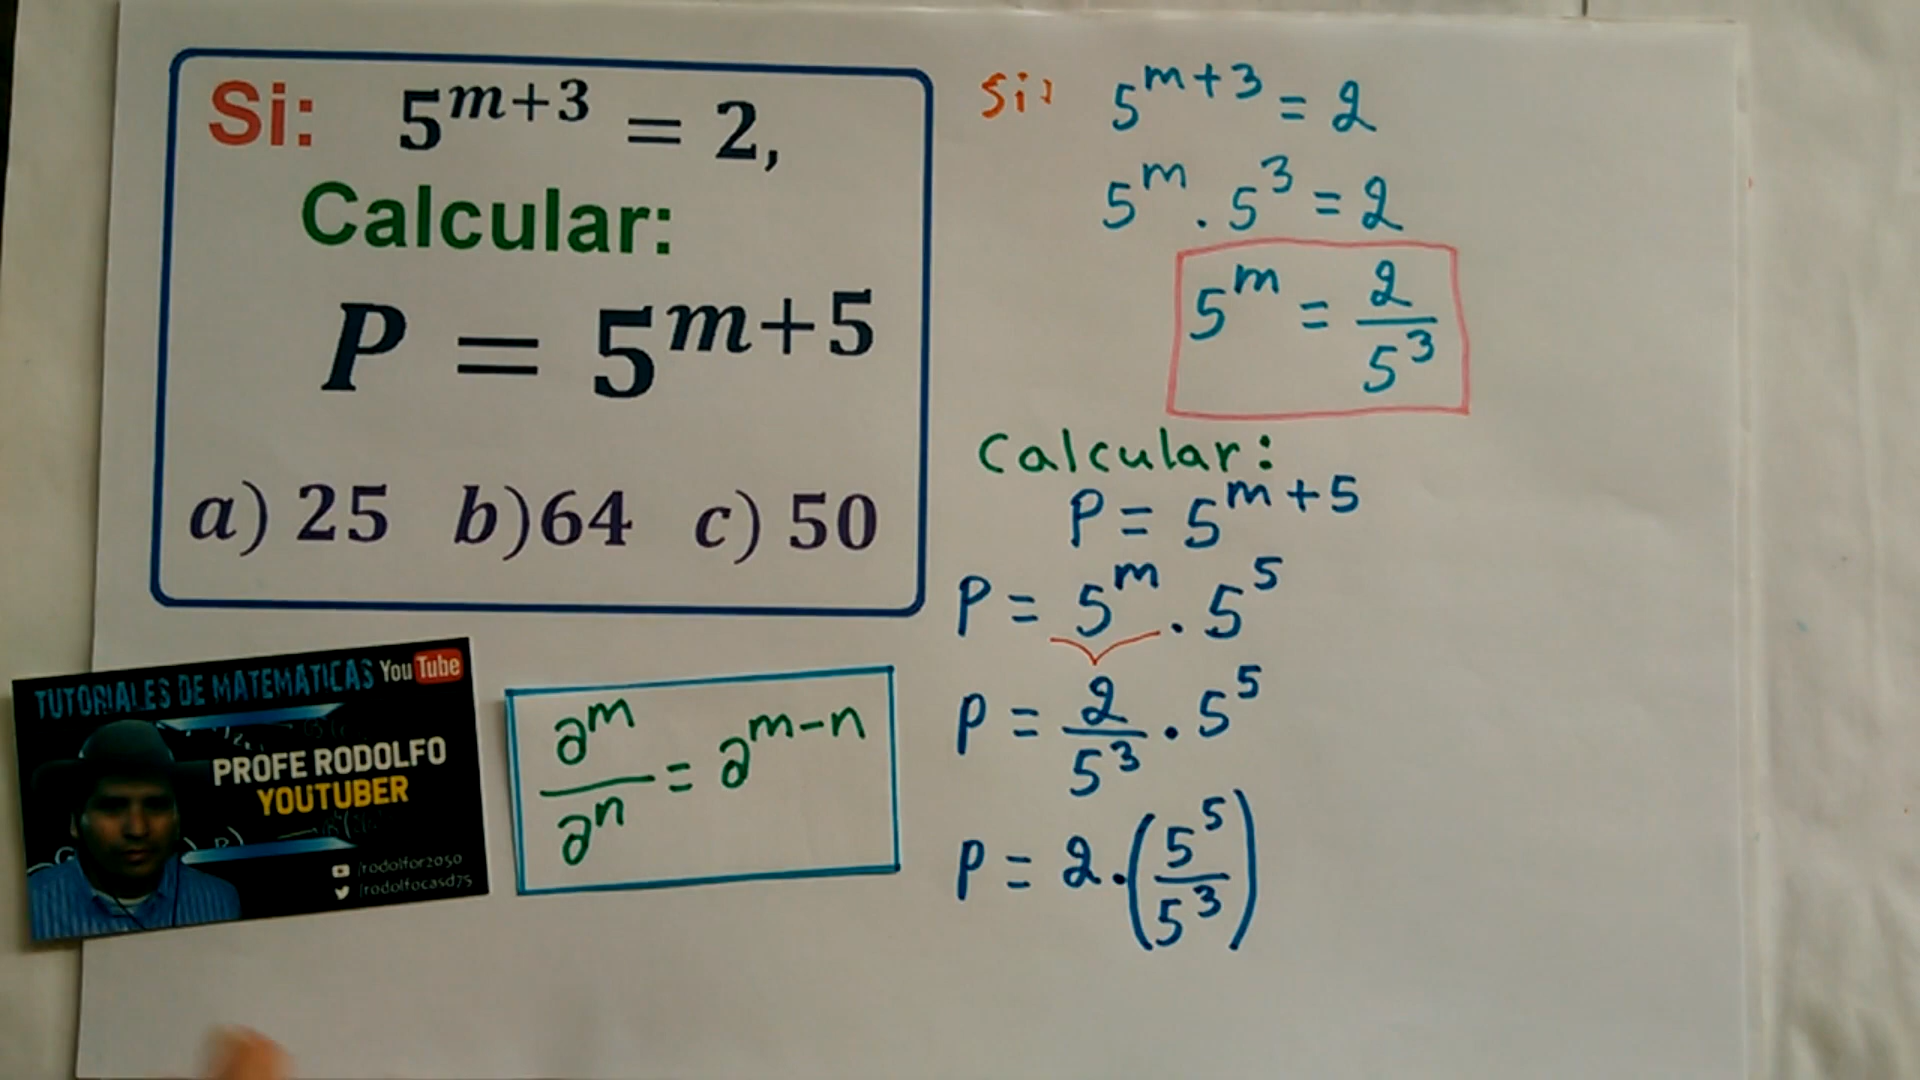 Si: 5^{m+3} = 2,
Calcular:
P = 5^{m+5}
a) 25 b)64 c) 50
Si: 5^{m+3} = 2
5^m . 5^3 = 2
5^m = 2/5^3
Calcular:
P = 5^{m+5}
P = 5^m . 5^5
P = 2/5^3 . 5^5
P = 2.(5^5/5^3)
a^m/a^n = a^{m-n}
TUTORIALES DE MATEMATICAS YouTube
PROFE RODOLFO
YOUTUBER
/rodolfor2050
/rodolfocasd75